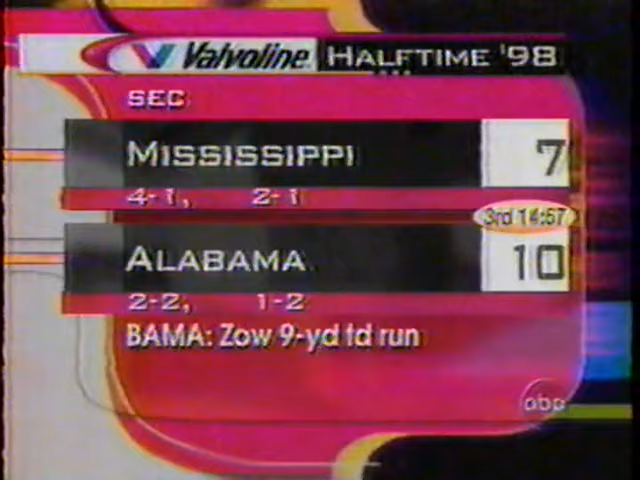 Valvoline HALFTIME '98
SEC
MISSISSIPPI 7
4-1, 2-1
3rd 14:57
ALABAMA 10
2-2, 1-2
BAMA: Zow 9-yd td run
abc